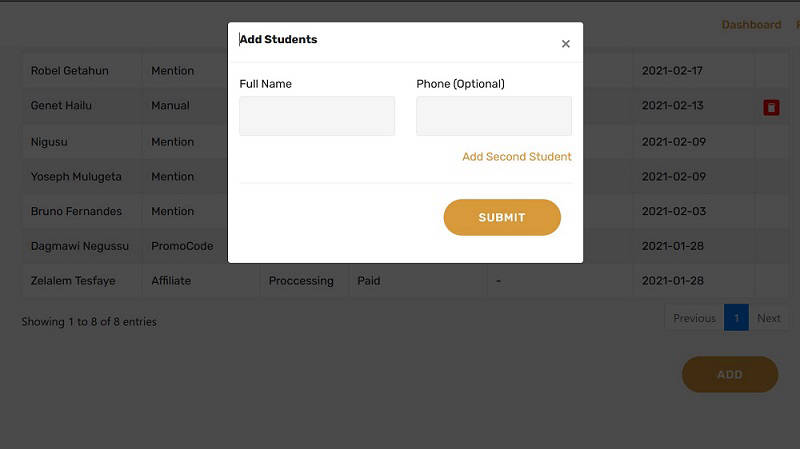 Dashboard
Add Students
×
Full Name
Phone (Optional)
Add Second Student
SUBMIT
Robel Getahun Mention 2021-02-17
Genet Hailu Manual 2021-02-13
Nigusu Mention 2021-02-09
Yoseph Mulugeta Mention 2021-02-09
Bruno Fernandes Mention 2021-02-03
Dagmawi Negussu PromoCode 2021-01-28
Zelalem Tesfaye Affiliate Proccessing Paid - 2021-01-28
Showing 1 to 8 of 8 entries
Previous 1 Next
ADD